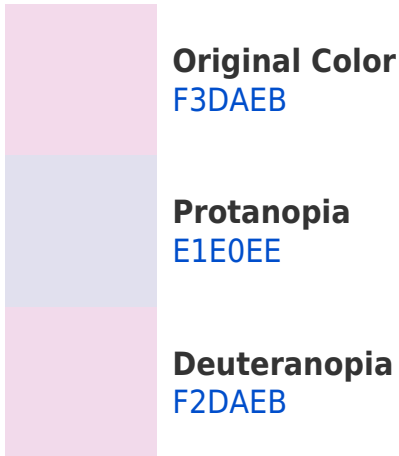 Original Color
F3DAEB
Protanopia
E1E0EE
Deuteranopia
F2DAEB